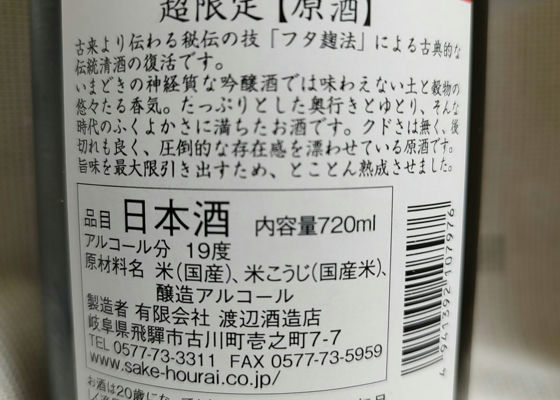 超限定【原酒】
古来より伝わる秘伝の技「フタ麹法」による古典的な
伝統清酒の復活です。
いまどきの神経質な吟醸酒では味わえない土と穀物の
悠々たる香気。たっぷりとした奥行きとゆとり、そんな
時代のふくよかさに満ちたお酒です。クドさは無く、後
切れも良く、圧倒的な存在感を漂わせている原酒です。
旨味を最大限引き出すため、とことん熟成させました。
品目 日本酒 内容量720ml
アルコール分 19度
原材料名 米(国産)、米こうじ(国産米)、
醸造アルコール
製造者 有限会社 渡辺酒造店
岐阜県飛騨市古川町壱之町7-7
TEL 0577-73-3311 FAX 0577-73-5959
www.sake-hourai.co.jp/
お酒は20歳になっ
4 941392 107976